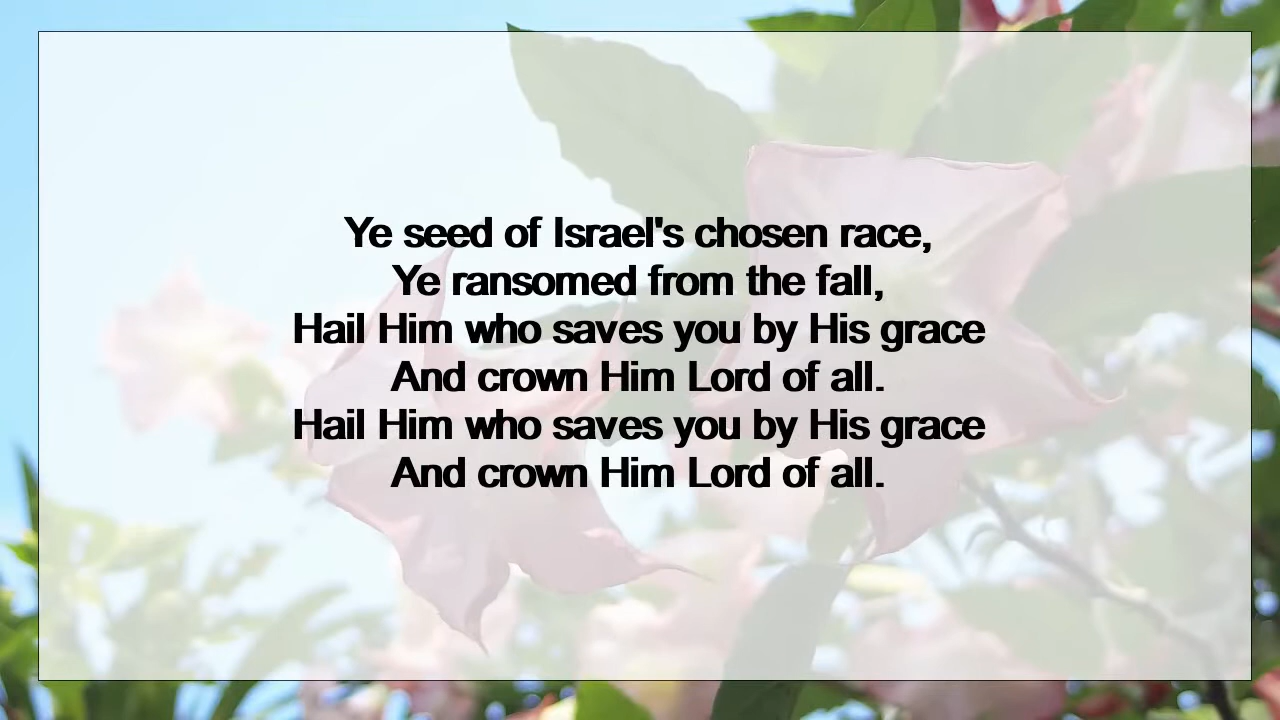 Ye seed of Israel's chosen race,
Ye ransomed from the fall,
Hail Him who saves you by His grace
And crown Him Lord of all.
Hail Him who saves you by His grace
And crown Him Lord of all.